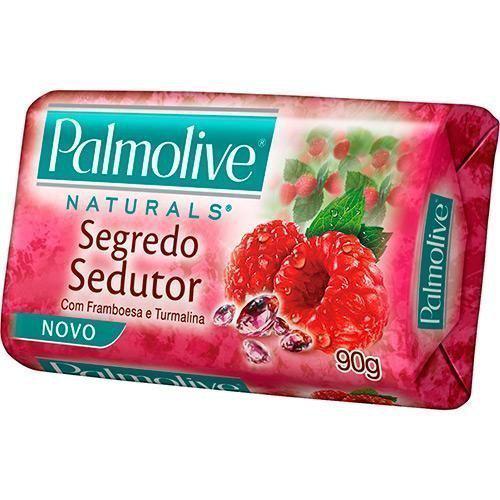 Palmolive®
NATURALS®
Segredo
Sedutor
Com Framboesa e Turmalina
NOVO
90g
Palmolive